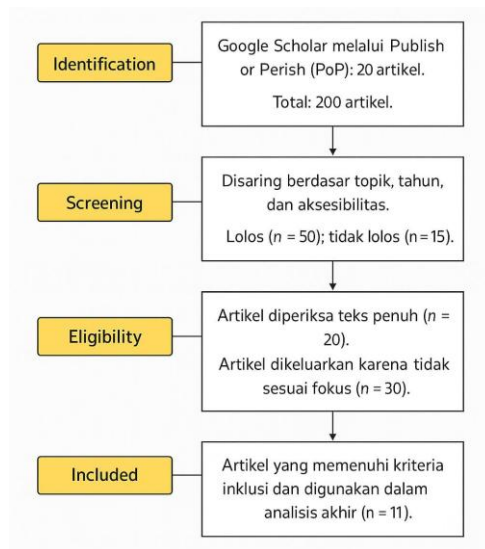 Identification
Google Scholar melalui Publish
or Perish (PoP): 20 artikel.
Total: 200 artikel.
Screening
Disaring berdasar topik, tahun,
dan aksesibilitas.
Lolos (n = 50); tidak lolos (n = 15).
Eligibility
Artikel diperiksa teks penuh (n =
20).
Artikel dikeluarkan karena tidak
sesuai fokus (n = 30).
Included
Artikel yang memenuhi kriteria
inklusi dan digunakan dalam
analisis akhir (n = 11).